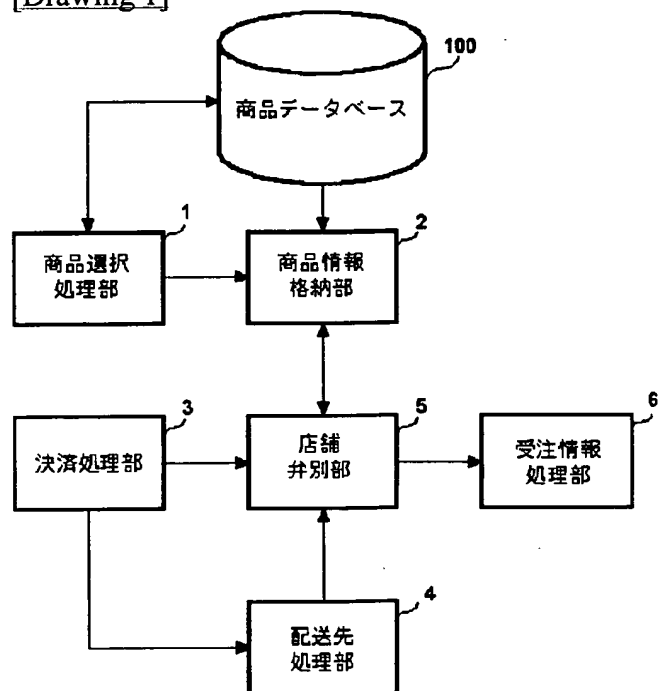 [Drawing 1]
100
商品データベース
1
商品選択
処理部
2
商品情報
格納部
3
決済処理部
5
店舗
弁別部
6
受注情報
処理部
4
配送先
処理部